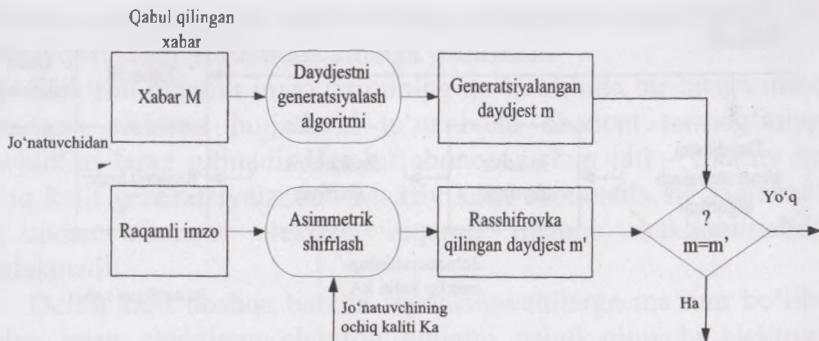 Qabul qilingan
xabar
Xabar M
Daydjestni
generatsiyalash
algoritmi
Generatsiyalangan
daydjest m
Jo‘natuvchidan
Raqamli imzo
Asimmetrik
shifrlash
Rasshifrovka
qilingan daydjest m'
?
m=m'
Yo‘q
Ha
Jo‘natuvchining
ochiq kaliti Ka